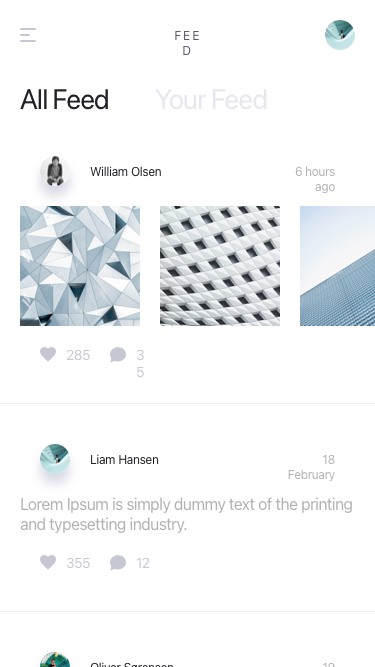 FEE
D
All Feed
Your Feed
William Olsen
6 hours
ago
285
3
5
Liam Hansen
18
February
Lorem Ipsum is simply dummy text of the printing
and typesetting industry.
355
12
Oliver Sørensen
19